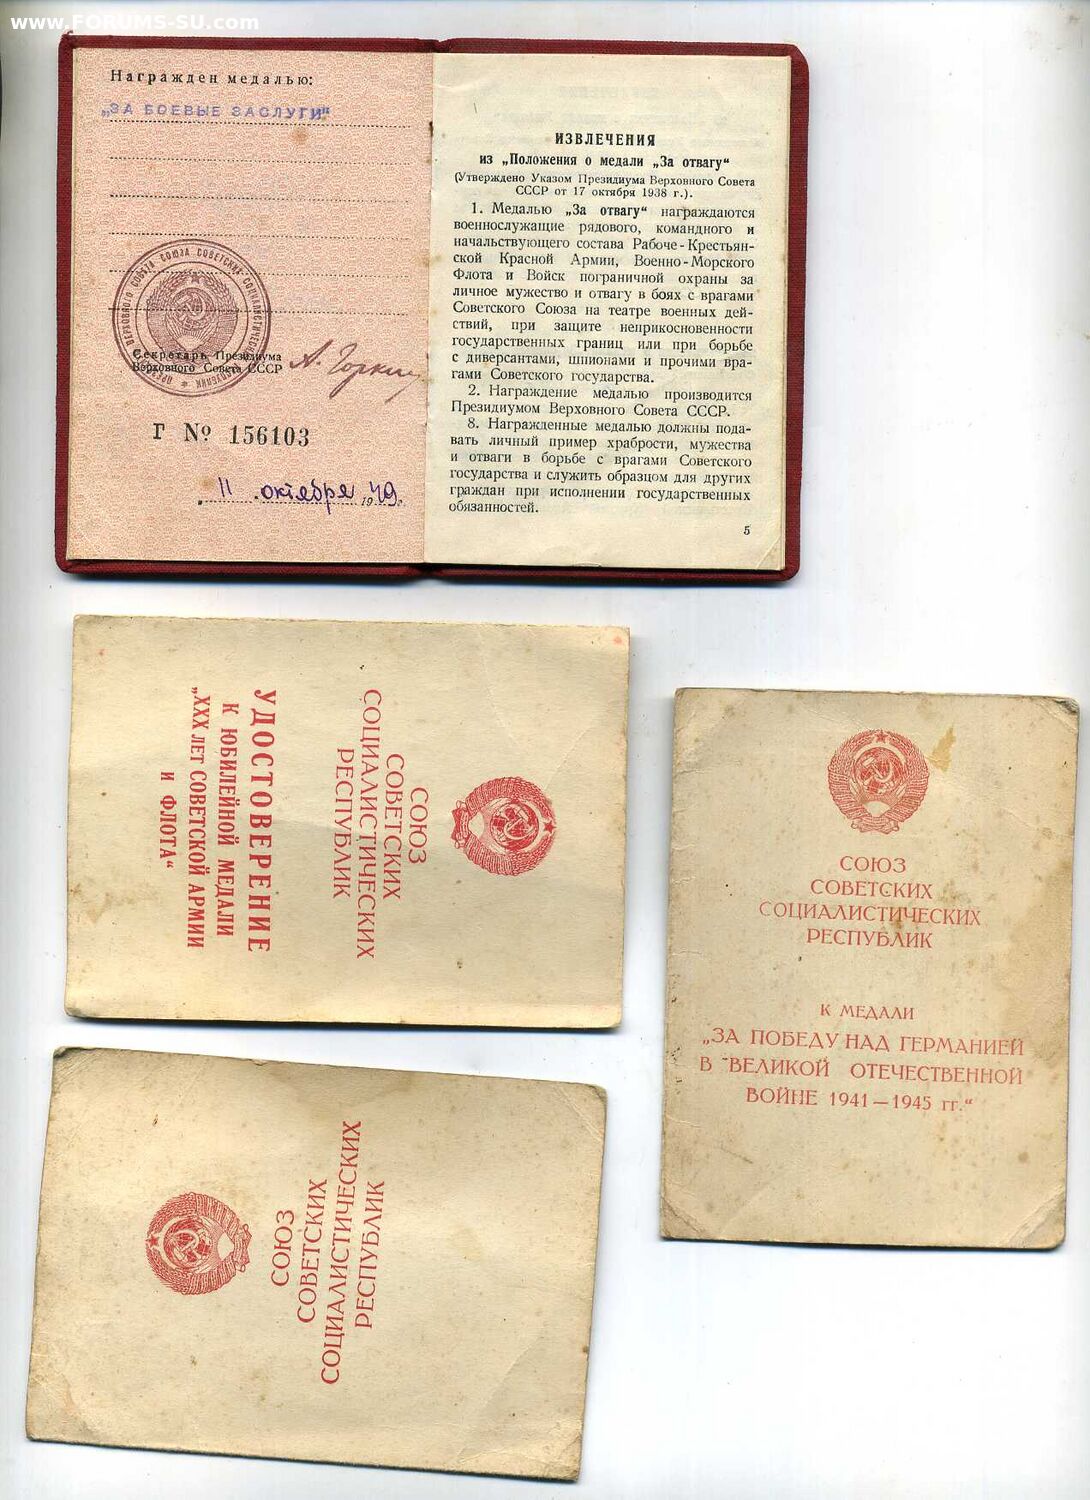 www.FORUMS-SU.com
Награжден медалью:
„ЗА БОЕВЫЕ ЗАСЛУГИ"
Секретарь Президиума
Верховного Совета СССР
А. Горкин
Г № 156103
„ 11 октября 1949 г.
ИЗВЛЕЧЕНИЯ
из „Положения о медали „За отвагу“
(Утверждено Указом Президиума Верховного Совета
СССР от 17 октября 1938 г.).
1. Медалью „За отвагу“ награждаются
военнослужащие рядового, командного и
начальствующего состава Рабоче-Крестьян-
ской Красной Армии, Военно-Морского
Флота и Войск пограничной охраны за
личное мужество и отвагу в боях с врагами
Советского Союза на театре военных дей-
ствий, при защите неприкосновенности
государственных границ или при борьбе
с диверсантами, шпионами и прочими вра-
гами Советского государства.
2. Награждение медалью производится
Президиумом Верховного Совета СССР.
8. Награжденные медалью должны пода-
вать личный пример храбрости, мужества
и отваги в борьбе с врагами Советского
государства и служить образцом для других
граждан при исполнении государственных
обязанностей.
5
СОЮЗ
СОВЕТСКИХ
СОЦИАЛИСТИЧЕСКИХ
РЕСПУБЛИК
УДОСТОВЕРЕНИЕ
К ЮБИЛЕЙНОЙ МЕДАЛИ
„XXX ЛЕТ СОВЕТСКОЙ АРМИИ
И ФЛОТА“
СОЮЗ
СОВЕТСКИХ
СОЦИАЛИСТИЧЕСКИХ
РЕСПУБЛИК
К МЕДАЛИ
„ЗА ПОБЕДУ НАД ГЕРМАНИЕЙ
В ВЕЛИКОЙ ОТЕЧЕСТВЕННОЙ
ВОЙНЕ 1941—1945 гг.“
СОЮЗ
СОВЕТСКИХ
СОЦИАЛИСТИЧЕСКИХ
РЕСПУБЛИК